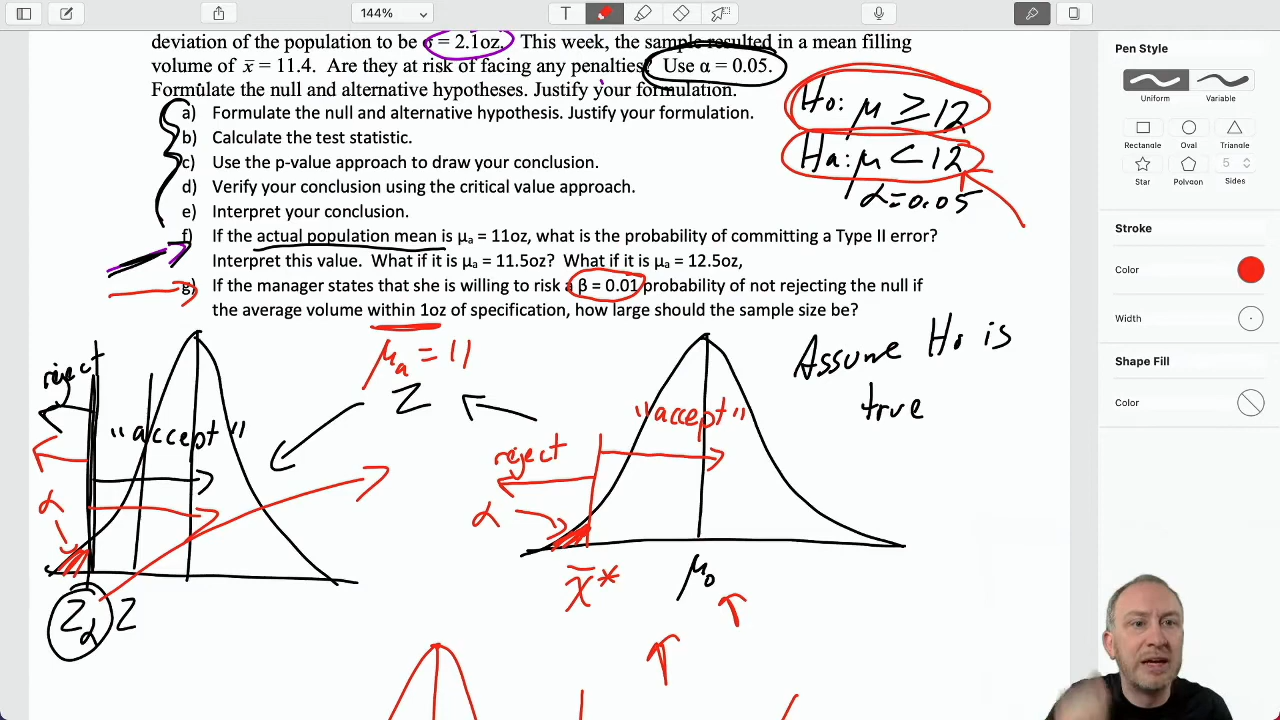 144%
T
deviation of the population to be σ = 2.1oz. This week, the sample resulted in a mean filling
volume of x̄ = 11.4. Are they at risk of facing any penalties? Use α = 0.05.
Formulate the null and alternative hypotheses. Justify your formulation.
a) Formulate the null and alternative hypothesis. Justify your formulation.
b) Calculate the test statistic.
c) Use the p-value approach to draw your conclusion.
d) Verify your conclusion using the critical value approach.
e) Interpret your conclusion.
f) If the actual population mean is μₐ = 11oz, what is the probability of committing a Type II error?
Interpret this value. What if it is μₐ = 11.5oz? What if it is μₐ = 12.5oz,
g) If the manager states that she is willing to risk a β = 0.01 probability of not rejecting the null if
the average volume within 1oz of specification, how large should the sample size be?
Ho: μ ≥ 12
Ha: μ < 12
α=0.05
μₐ = 11
Z
Assume Ho is
true
reject
"accept"
α
Zα Z
reject
"accept"
α
x̄*
μ₀
Pen Style
Uniform Variable
Rectangle Oval Triangle
5
Star Polygon Sides
Stroke
Color
Width
Shape Fill
Color